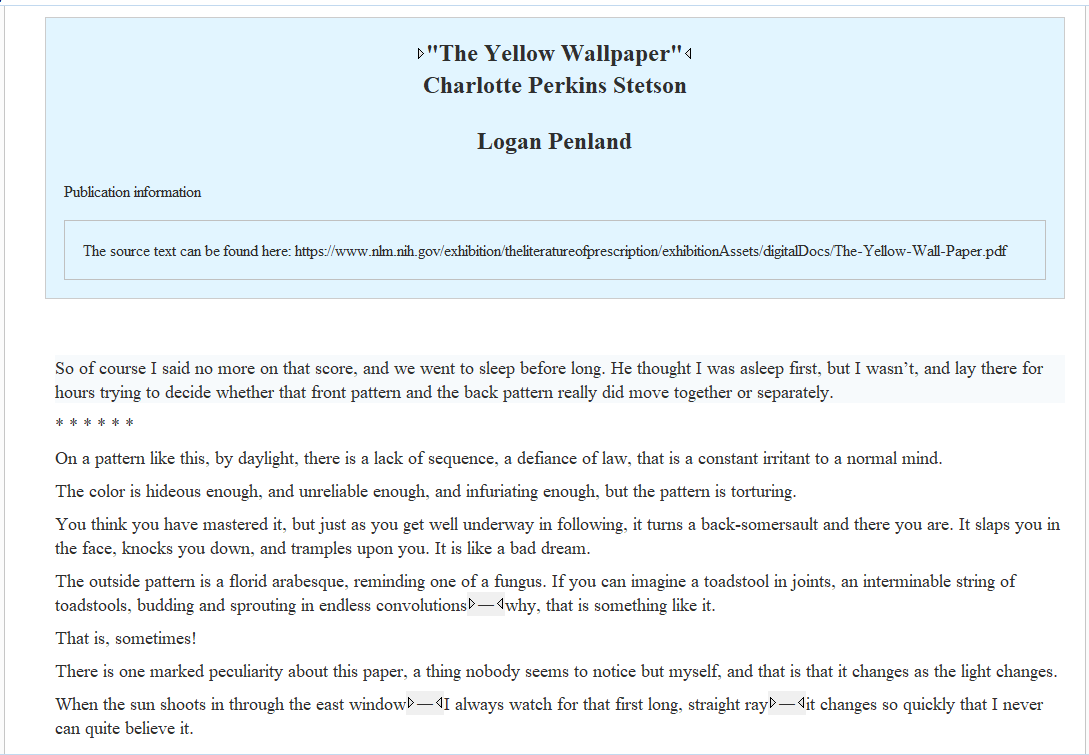 ▷"The Yellow Wallpaper"◁
Charlotte Perkins Stetson
Logan Penland
Publication information
The source text can be found here: https://www.nlm.nih.gov/exhibition/theliteratureofprescription/exhibitionAssets/digitalDocs/The-Yellow-Wall-Paper.pdf
So of course I said no more on that score, and we went to sleep before long. He thought I was asleep first, but I wasn’t, and lay there for
hours trying to decide whether that front pattern and the back pattern really did move together or separately.
* * * * * *
On a pattern like this, by daylight, there is a lack of sequence, a defiance of law, that is a constant irritant to a normal mind.
The color is hideous enough, and unreliable enough, and infuriating enough, but the pattern is torturing.
You think you have mastered it, but just as you get well underway in following, it turns a back-somersault and there you are. It slaps you in
the face, knocks you down, and tramples upon you. It is like a bad dream.
The outside pattern is a florid arabesque, reminding one of a fungus. If you can imagine a toadstool in joints, an interminable string of
toadstools, budding and sprouting in endless convolutions▷—◁why, that is something like it.
That is, sometimes!
There is one marked peculiarity about this paper, a thing nobody seems to notice but myself, and that is that it changes as the light changes.
When the sun shoots in through the east window▷—◁I always watch for that first long, straight ray▷—◁it changes so quickly that I never
can quite believe it.